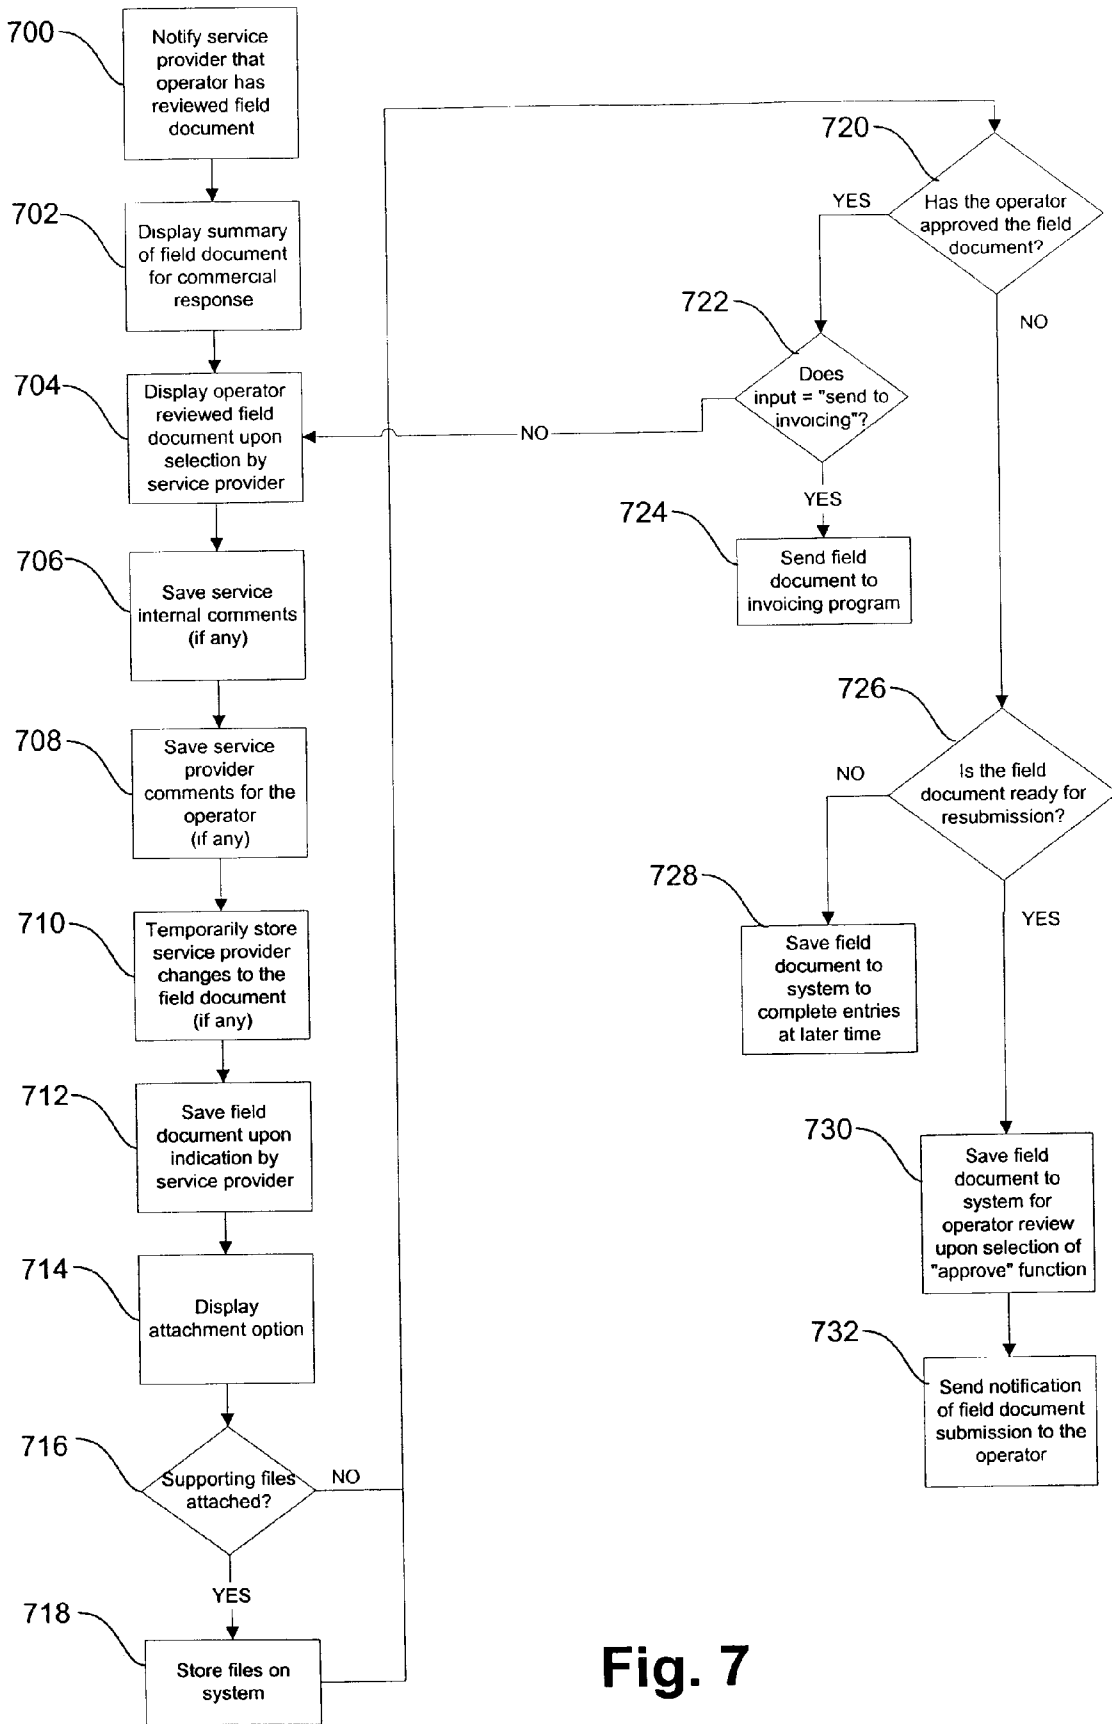 700
Notify service
provider that
operator has
reviewed field
document
702
Display summary
of field document
for commercial
response
704
Display operator
reviewed field
document upon
selection by
service provider
706
Save service
internal comments
(if any)
708
Save service
provider
comments for the
operator
(if any)
710
Temporarily store
service provider
changes to the
field document
(if any)
712
Save field
document upon
indication by
service provider
714
Display
attachment option
716
Supporting files
attached?
NO
YES
718
Store files on
system
720
Has the operator
approved the field
document?
YES
NO
722
Does
input = "send to
invoicing"?
NO
YES
724
Send field
document to
invoicing program
726
Is the field
document ready for
resubmission?
NO
YES
728
Save field
document to
system to
complete entries
at later time
730
Save field
document to
system for
operator review
upon selection of
"approve" function
732
Send notification
of field document
submission to the
operator
Fig. 7